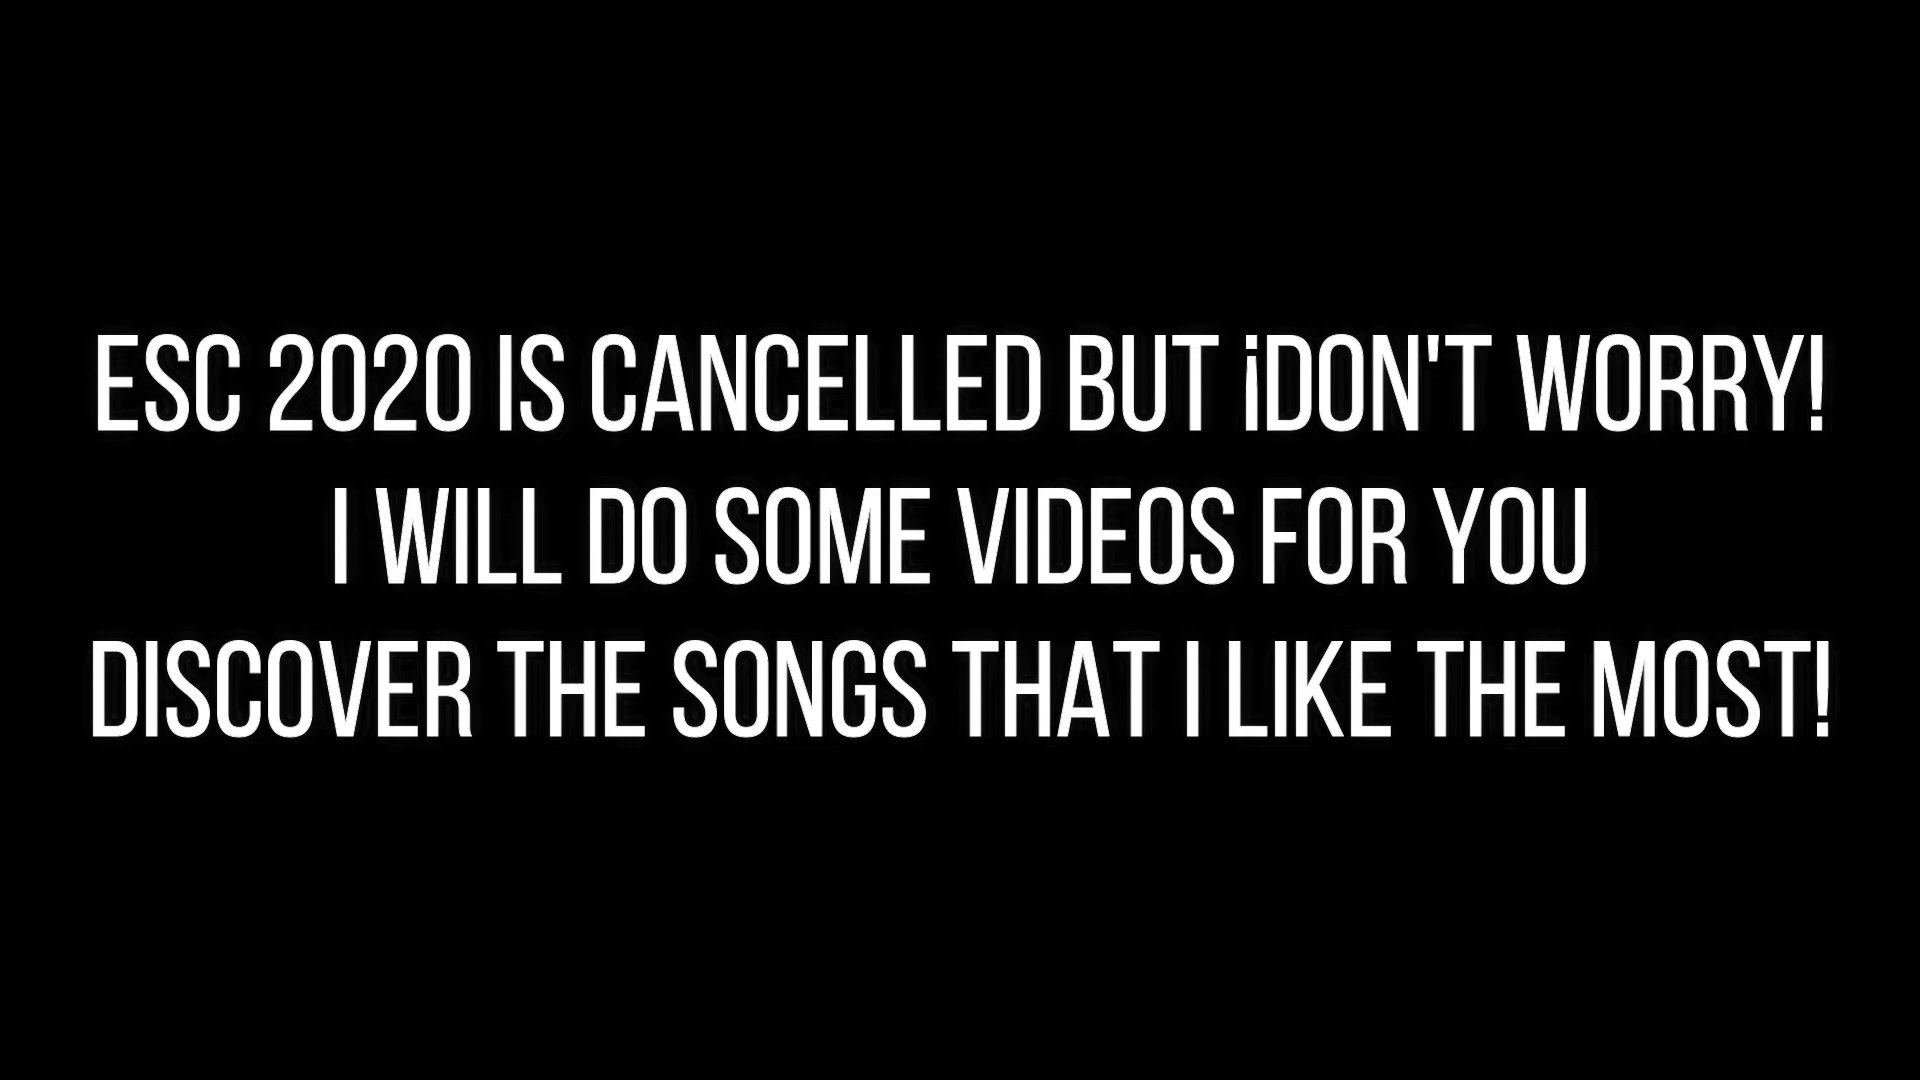 ESC 2020 IS CANCELLED BUT iDON'T WORRY!
I WILL DO SOME VIDEOS FOR YOU
DISCOVER THE SONGS THAT I LIKE THE MOST!